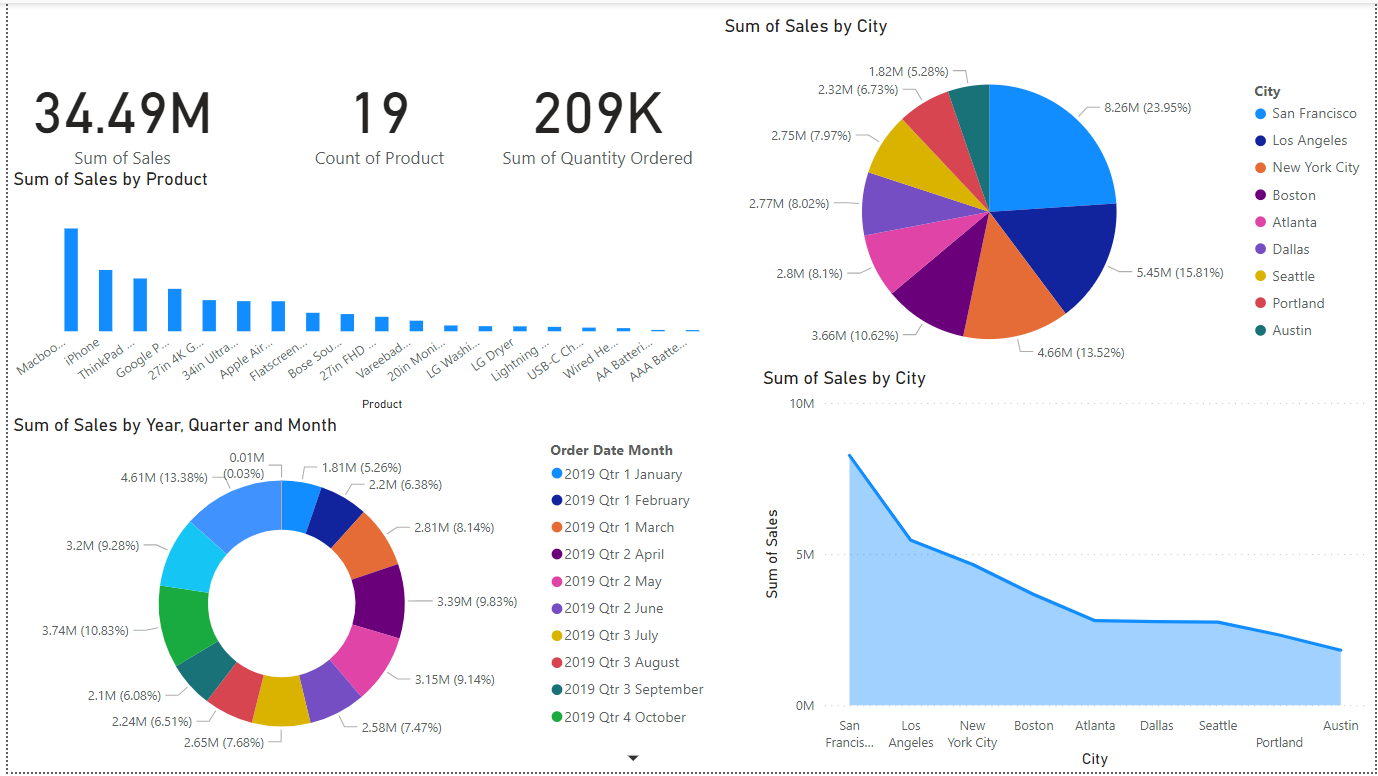 34.49M
Sum of Sales
19
Count of Product
209K
Sum of Quantity Ordered
Sum of Sales by Product
Macboo...
iPhone
ThinkPad ...
Google P...
27in 4K G...
34in Ultra...
Apple Air...
Flatscreen...
Bose Sou...
27in FHD ...
Vareebad...
20in Moni...
LG Washi...
LG Dryer
Lightning ...
USB-C Ch...
Wired He...
AA Batteri...
AAA Batte...
Product
Sum of Sales by Year, Quarter and Month
0.01M
(0.03%)
1.81M (5.26%)
2.2M (6.38%)
2.81M (8.14%)
3.39M (9.83%)
3.15M (9.14%)
2.58M (7.47%)
2.65M (7.68%)
2.24M (6.51%)
2.1M (6.08%)
3.74M (10.83%)
3.2M (9.28%)
4.61M (13.38%)
Order Date Month
2019 Qtr 1 January
2019 Qtr 1 February
2019 Qtr 1 March
2019 Qtr 2 April
2019 Qtr 2 May
2019 Qtr 2 June
2019 Qtr 3 July
2019 Qtr 3 August
2019 Qtr 3 September
2019 Qtr 4 October
Sum of Sales by City
8.26M (23.95%)
5.45M (15.81%)
4.66M (13.52%)
3.66M (10.62%)
2.8M (8.1%)
2.77M (8.02%)
2.75M (7.97%)
2.32M (6.73%)
1.82M (5.28%)
City
San Francisco
Los Angeles
New York City
Boston
Atlanta
Dallas
Seattle
Portland
Austin
Sum of Sales by City
Sum of Sales
10M
5M
0M
San
Francis...
Los
Angeles
New
York City
Boston
Atlanta
Dallas
Seattle
Portland
Austin
City